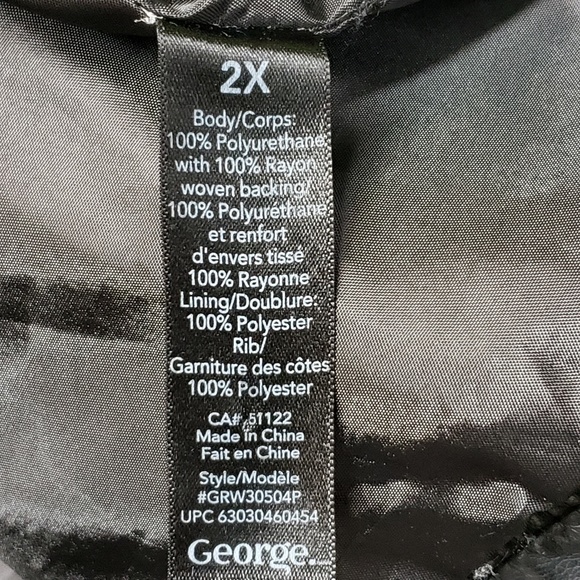 2X
Body/Corps:
100% Polyurethane
with 100% Rayon
woven backing/
100% Polyurethane
et renfort
d'envers tissé
100% Rayonne
Lining/Doublure:
100% Polyester
Rib/
Garniture des côtes
100% Polyester
CA# 51122
Made in China
Fait en Chine
Style/Modèle
#GRW30504P
UPC 63030460454
George.